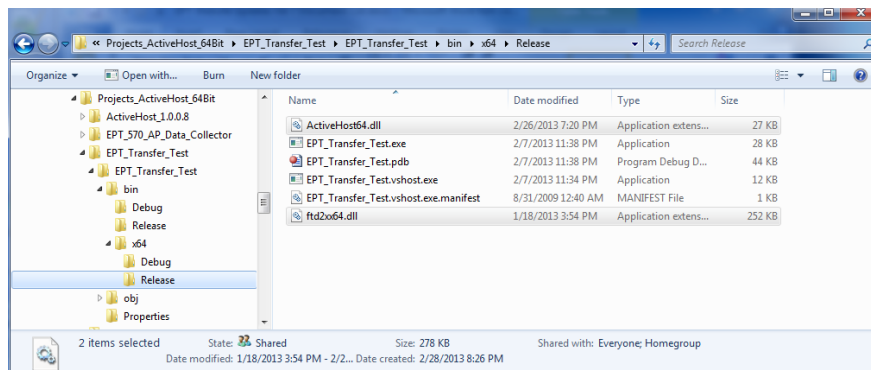 « Projects_ActiveHost_64Bit ▸ EPT_Transfer_Test ▸ EPT_Transfer_Test ▸ bin ▸ x64 ▸ Release
Search Release
Organize Open with... Burn New folder
Name Date modified Type Size
Projects_ActiveHost_64Bit
ActiveHost_1.0.0.8
EPT_570_AP_Data_Collector
EPT_Transfer_Test
EPT_Transfer_Test
bin
Debug
Release
x64
Debug
Release
obj
Properties
ActiveHost64.dll 2/26/2013 7:20 PM Application extens... 27 KB
EPT_Transfer_Test.exe 2/7/2013 11:38 PM Application 28 KB
EPT_Transfer_Test.pdb 2/7/2013 11:38 PM Program Debug D... 44 KB
EPT_Transfer_Test.vshost.exe 2/7/2013 11:34 PM Application 12 KB
EPT_Transfer_Test.vshost.exe.manifest 8/31/2009 12:40 AM MANIFEST File 1 KB
ftd2xx64.dll 1/18/2013 3:54 PM Application extens... 252 KB
2 items selected State: Shared Size: 278 KB Shared with: Everyone; Homegroup
Date modified: 1/18/2013 3:54 PM - 2/2... Date created: 2/28/2013 8:26 PM